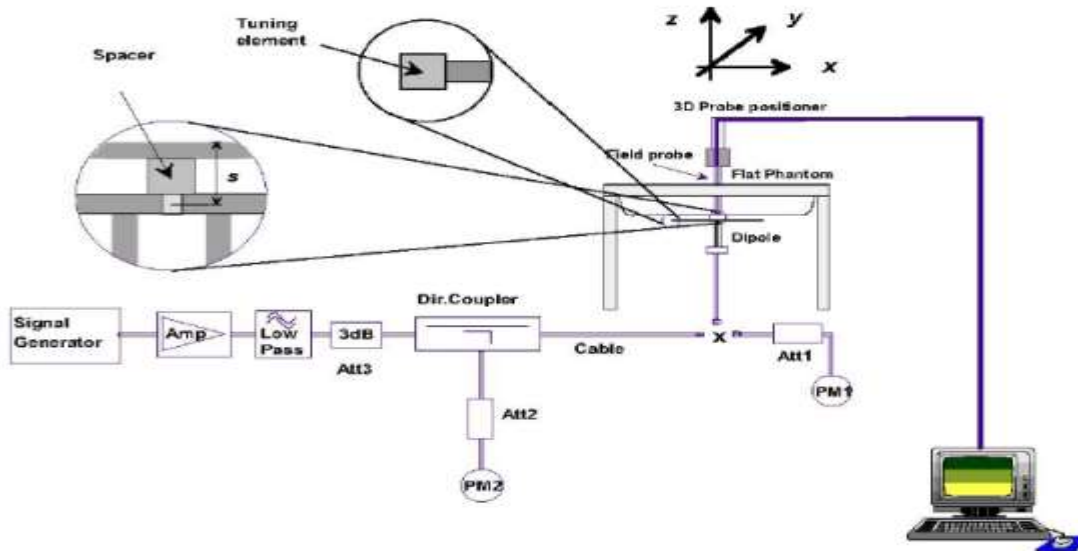 Tuning
element
Spacer
s
z
y
x
3D Probe positioner
Field probe
Flat Phantom
Dipole
Dir.Coupler
Signal
Generator
Amp
Low
Pass
3dB
Att3
Cable
X
Att1
PM1
Att2
PM2